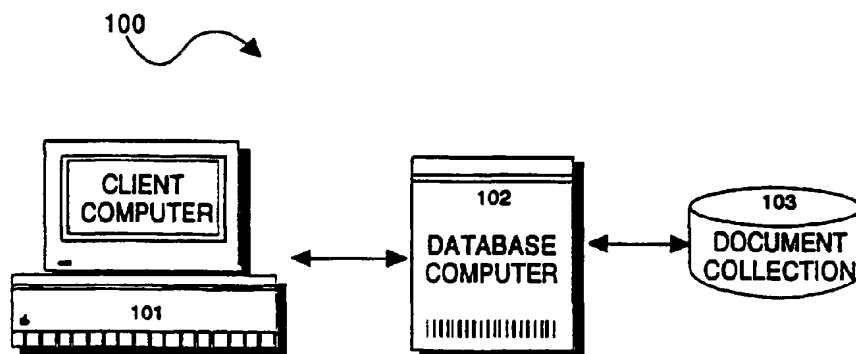 100
CLIENT
COMPUTER
101
102
DATABASE
COMPUTER
103
DOCUMENT
COLLECTION